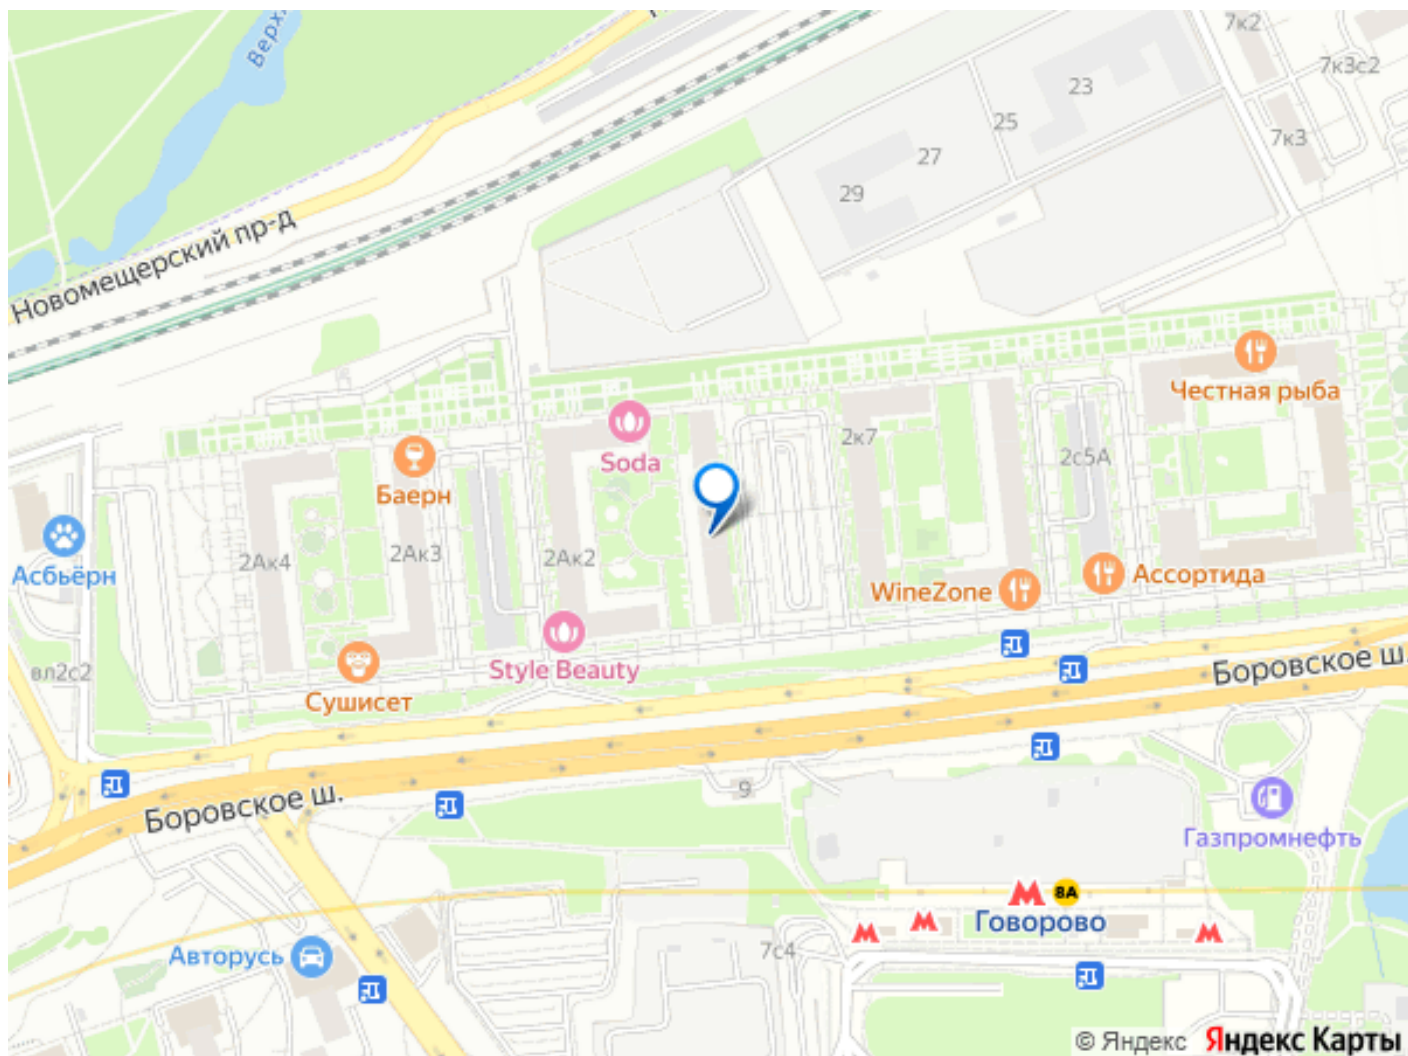 Верх
7к2
7к3с2
23
25
7к3
27
29
Новомещерский пр-д
Честная рыба
2к7
Soda
2с5А
Баерн
2Ак3
2Ак4
2Ак2
Асбьёрн
WineZone
Ассортида
вл2с2
Style Beauty
Сушисет
Боровское ш.
Боровское ш.
9
Газпромнефть
8А
Говорово
Авторусь
7с4
© Яндекс Яндекс Карты